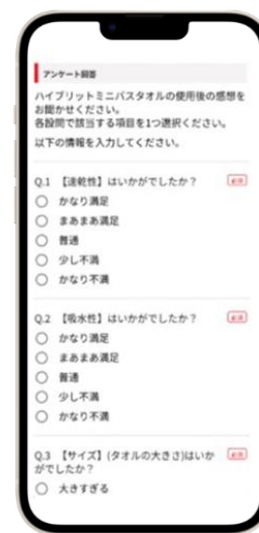 アンケート回答
ハイブリットミニバスタオルの使用後の感想を
お聞かせください。
各設問で該当する項目を1つ選択ください。
以下の情報を入力してください。
Q.1 【速乾性】はいかがでしたか？ 必須
かなり満足
まあまあ満足
普通
少し不満
かなり不満
Q.2 【吸水性】はいかがでしたか？ 必須
かなり満足
まあまあ満足
普通
少し不満
かなり不満
Q.3 【サイズ】(タオルの大きさ)はいか 必須
がでしたか？
大きすぎる